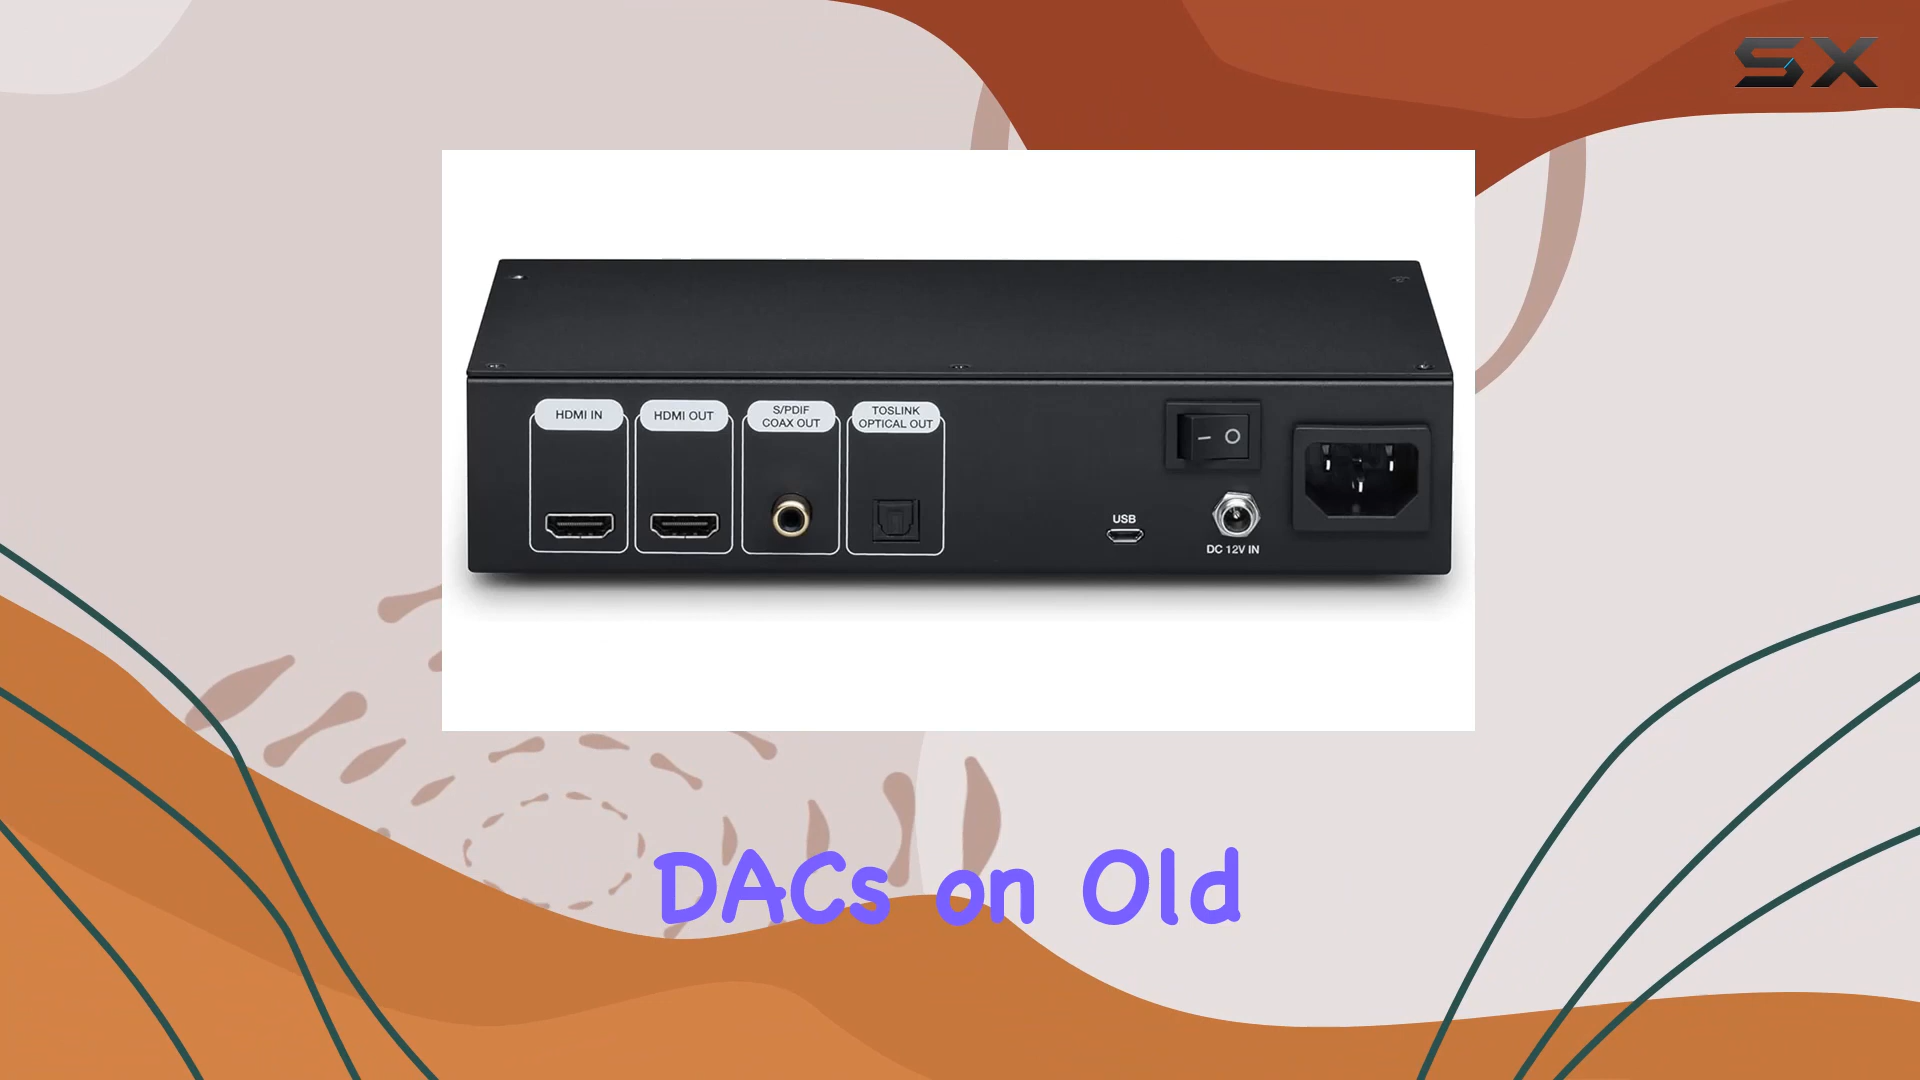 SX
HDMI IN
HDMI OUT
S/PDIF
COAX OUT
TOSLINK
OPTICAL OUT
USB
DC 12V IN
DACs on Old